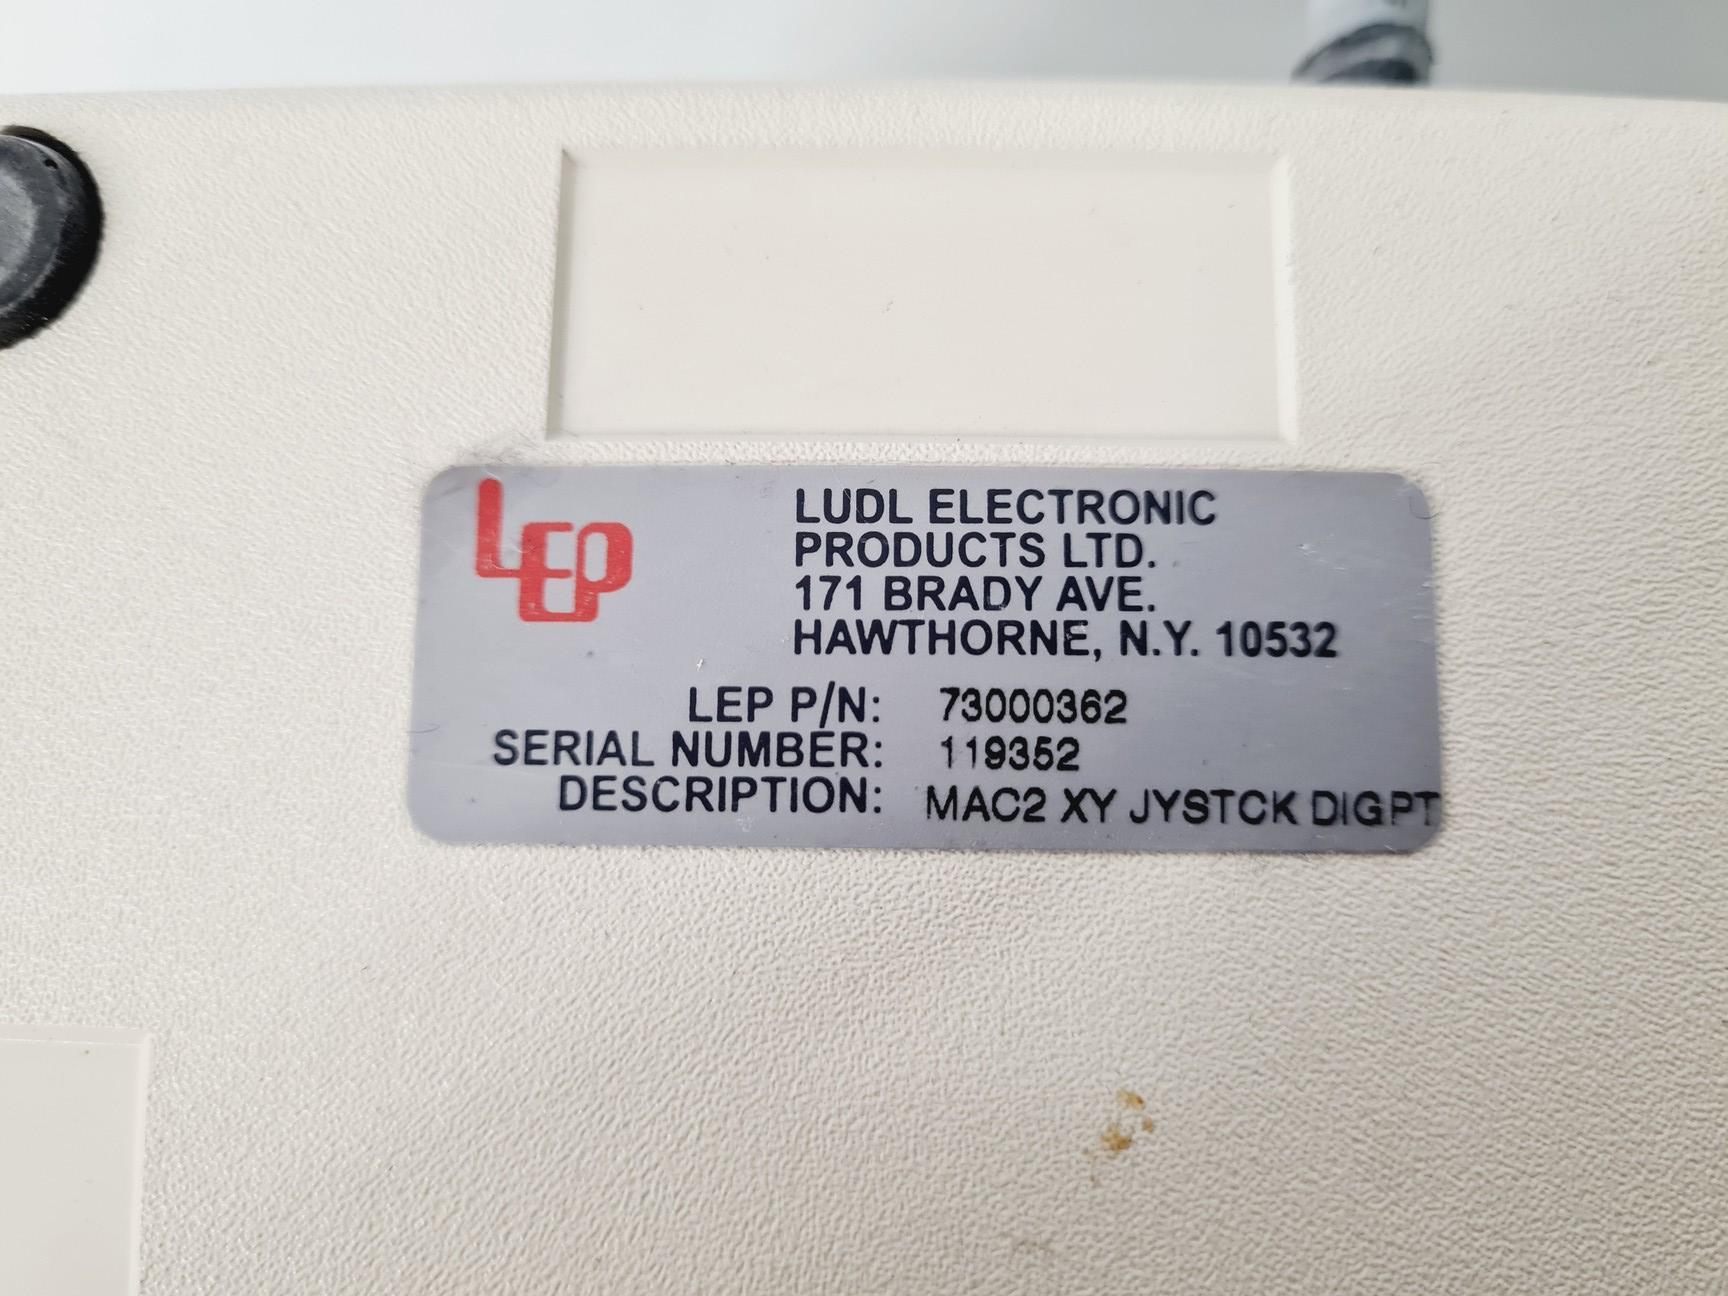 LEP
LUDL ELECTRONIC
PRODUCTS LTD.
171 BRADY AVE.
HAWTHORNE, N.Y. 10532
LEP P/N: 73000362
SERIAL NUMBER: 119352
DESCRIPTION: MAC2 XY JYSTCK DIGPT